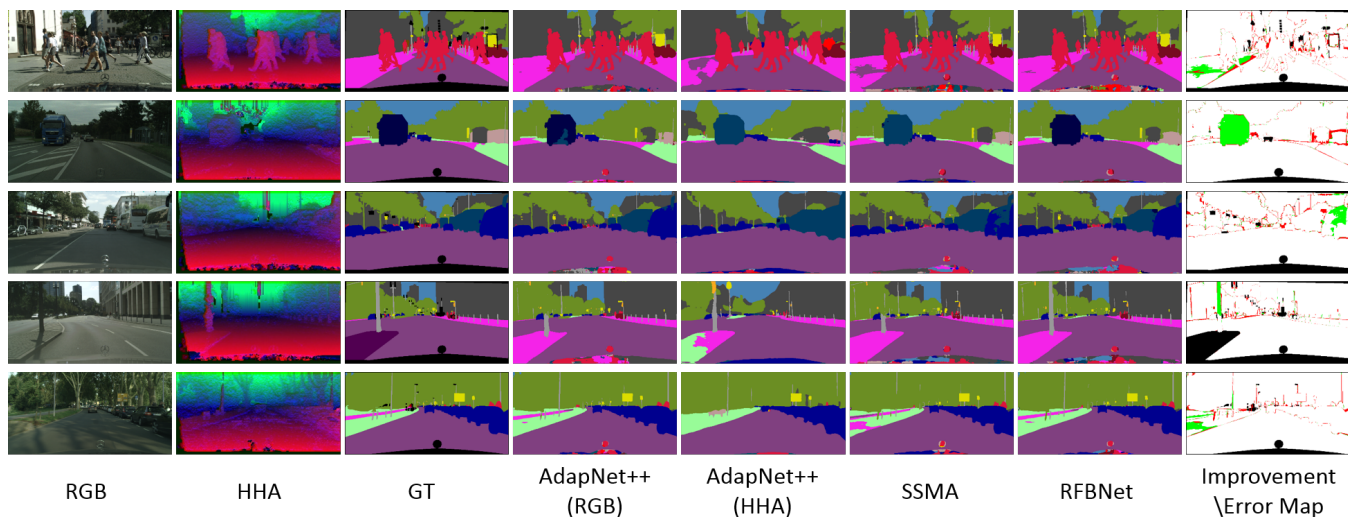 RGB
HHA
GT
AdapNet++
(RGB)
AdapNet++
(HHA)
SSMA
RFBNet
Improvement
\Error Map